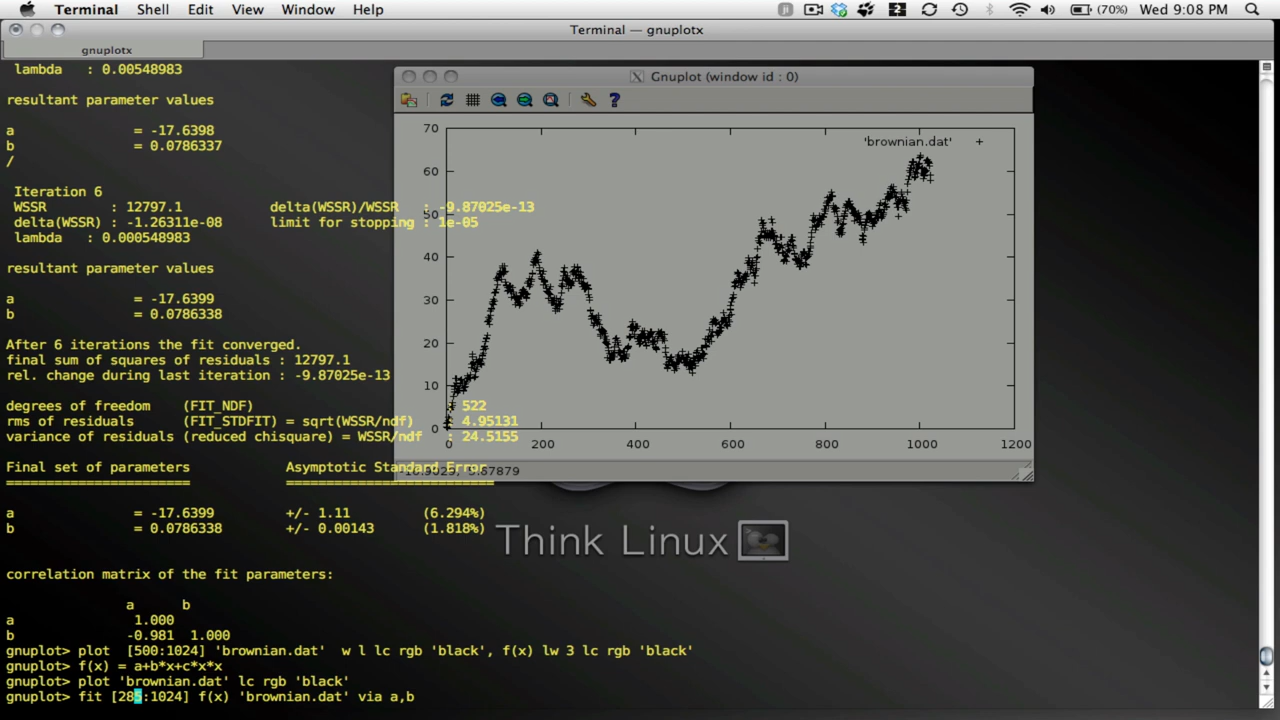 Terminal Shell Edit View Window Help (70%) Wed 9:08 PM
Terminal — gnuplotx
gnuplotx
lambda : 0.00548983
resultant parameter values
a = -17.6398
b = 0.0786337
/
Iteration 6
WSSR : 12797.1 delta(WSSR)/WSSR : -9.87025e-13
delta(WSSR) : -1.26311e-08 limit for stopping : 1e-05
lambda : 0.000548983
resultant parameter values
a = -17.6399
b = 0.0786338
After 6 iterations the fit converged.
final sum of squares of residuals : 12797.1
rel. change during last iteration : -9.87025e-13
degrees of freedom (FIT_NDF) : 522
rms of residuals (FIT_STDFIT) = sqrt(WSSR/ndf) : 4.95131
variance of residuals (reduced chisquare) = WSSR/ndf : 24.5155
Final set of parameters Asymptotic Standard Error
======================= ==========================
a = -17.6399 +/- 1.11 (6.294%)
b = 0.0786338 +/- 0.00143 (1.818%)
correlation matrix of the fit parameters:
a b
a 1.000
b -0.981 1.000
gnuplot> plot [500:1024] 'brownian.dat' w l lc rgb 'black', f(x) lw 3 lc rgb 'black'
gnuplot> f(x) = a+b*x+c*x*x
gnuplot> plot 'brownian.dat' lc rgb 'black'
gnuplot> fit [285:1024] f(x) 'brownian.dat' via a,b
Gnuplot (window id : 0)
70
'brownian.dat' +
60
50
40
30
20
10
0
0 200 400 600 800 1000 1200
Think Linux